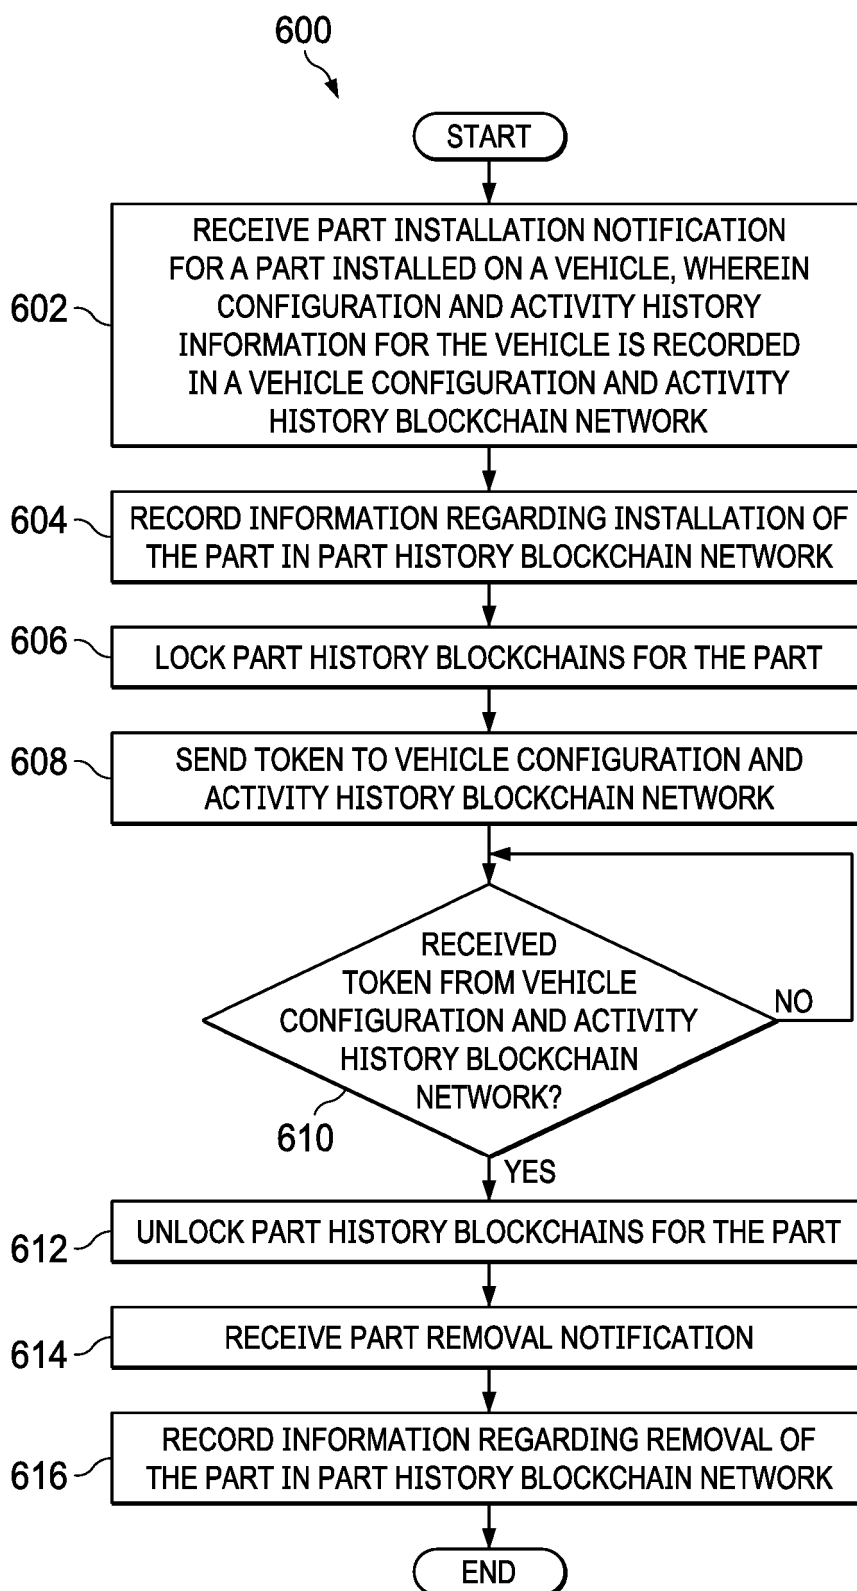 600
START
602
RECEIVE PART INSTALLATION NOTIFICATION
FOR A PART INSTALLED ON A VEHICLE, WHEREIN
CONFIGURATION AND ACTIVITY HISTORY
INFORMATION FOR THE VEHICLE IS RECORDED
IN A VEHICLE CONFIGURATION AND ACTIVITY
HISTORY BLOCKCHAIN NETWORK
604
RECORD INFORMATION REGARDING INSTALLATION OF
THE PART IN PART HISTORY BLOCKCHAIN NETWORK
606
LOCK PART HISTORY BLOCKCHAINS FOR THE PART
608
SEND TOKEN TO VEHICLE CONFIGURATION AND
ACTIVITY HISTORY BLOCKCHAIN NETWORK
RECEIVED
TOKEN FROM VEHICLE
CONFIGURATION AND ACTIVITY
HISTORY BLOCKCHAIN
NETWORK?
NO
610
YES
612
UNLOCK PART HISTORY BLOCKCHAINS FOR THE PART
614
RECEIVE PART REMOVAL NOTIFICATION
616
RECORD INFORMATION REGARDING REMOVAL OF
THE PART IN PART HISTORY BLOCKCHAIN NETWORK
END